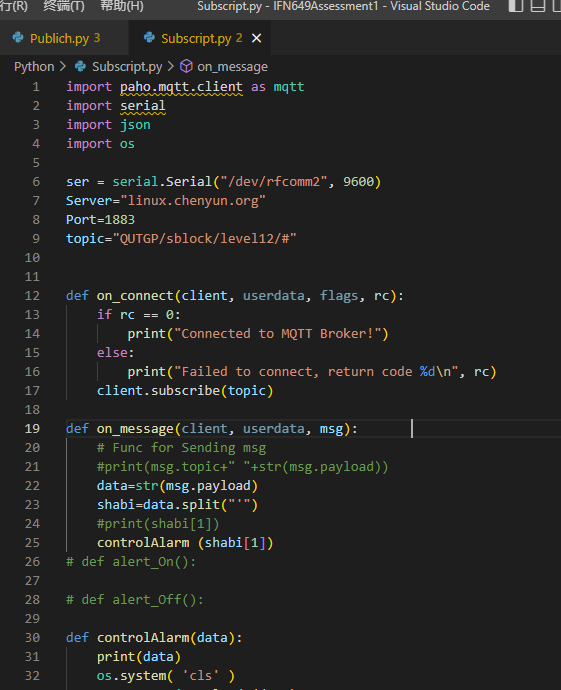 行(R) 终端(T) 帮助(H) Subscript.py - IFN649Assessment1 - Visual Studio Code
Publich.py 3 Subscript.py 2
Python > Subscript.py > on_message
1 import paho.mqtt.client as mqtt
2 import serial
3 import json
4 import os
5
6 ser = serial.Serial("/dev/rfcomm2", 9600)
7 Server="linux.chenyun.org"
8 Port=1883
9 topic="QUTGP/sblock/level12/#"
10
11
12 def on_connect(client, userdata, flags, rc):
13     if rc == 0:
14         print("Connected to MQTT Broker!")
15     else:
16         print("Failed to connect, return code %d\n", rc)
17     client.subscribe(topic)
18
19 def on_message(client, userdata, msg):
20     # Func for Sending msg
21     #print(msg.topic+" "+str(msg.payload))
22     data=str(msg.payload)
23     shabi=data.split("'")
24     #print(shabi[1])
25     controlAlarm (shabi[1])
26 # def alert_On():
27
28 # def alert_Off():
29
30 def controlAlarm(data):
31     print(data)
32     os.system( 'cls' )